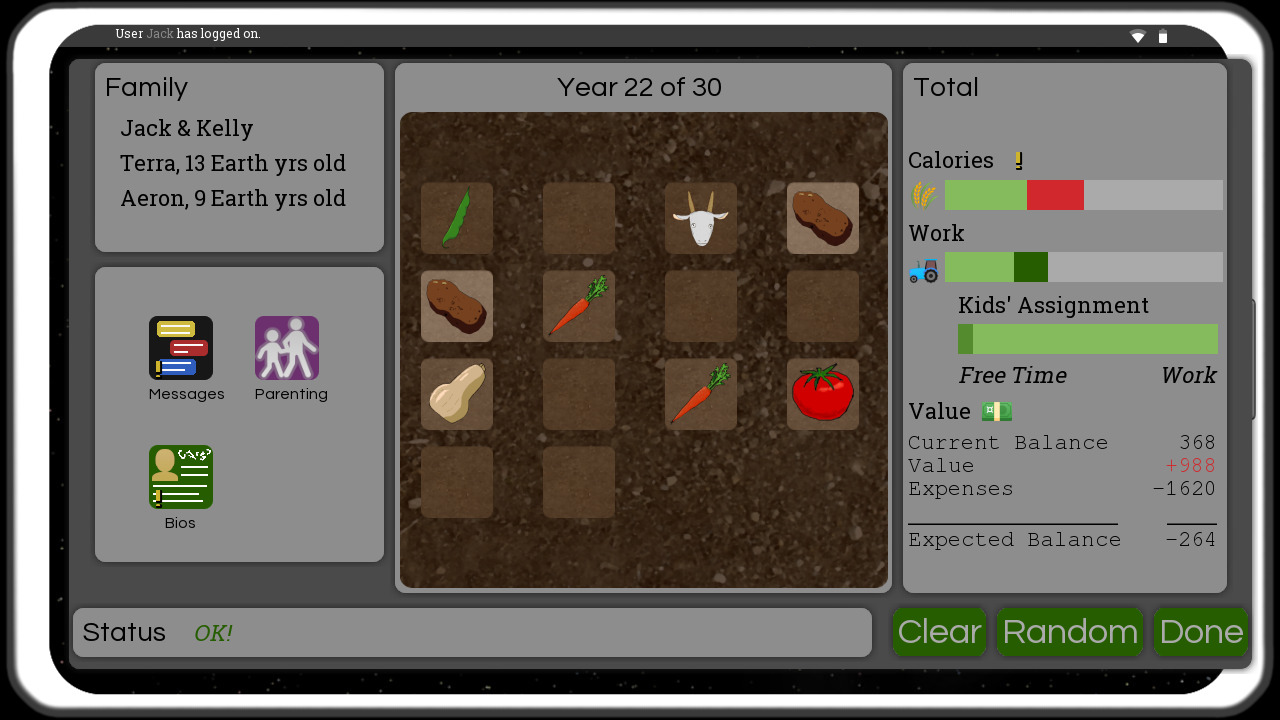 User Jack has logged on.
Family
Jack & Kelly
Terra, 13 Earth yrs old
Aeron, 9 Earth yrs old
Messages
Parenting
Bios
Year 22 of 30
Total
Calories
Work
Kids' Assignment
Free Time Work
Value
Current Balance 368
Value +988
Expenses -1620
Expected Balance -264
Status OK!
Clear Random Done